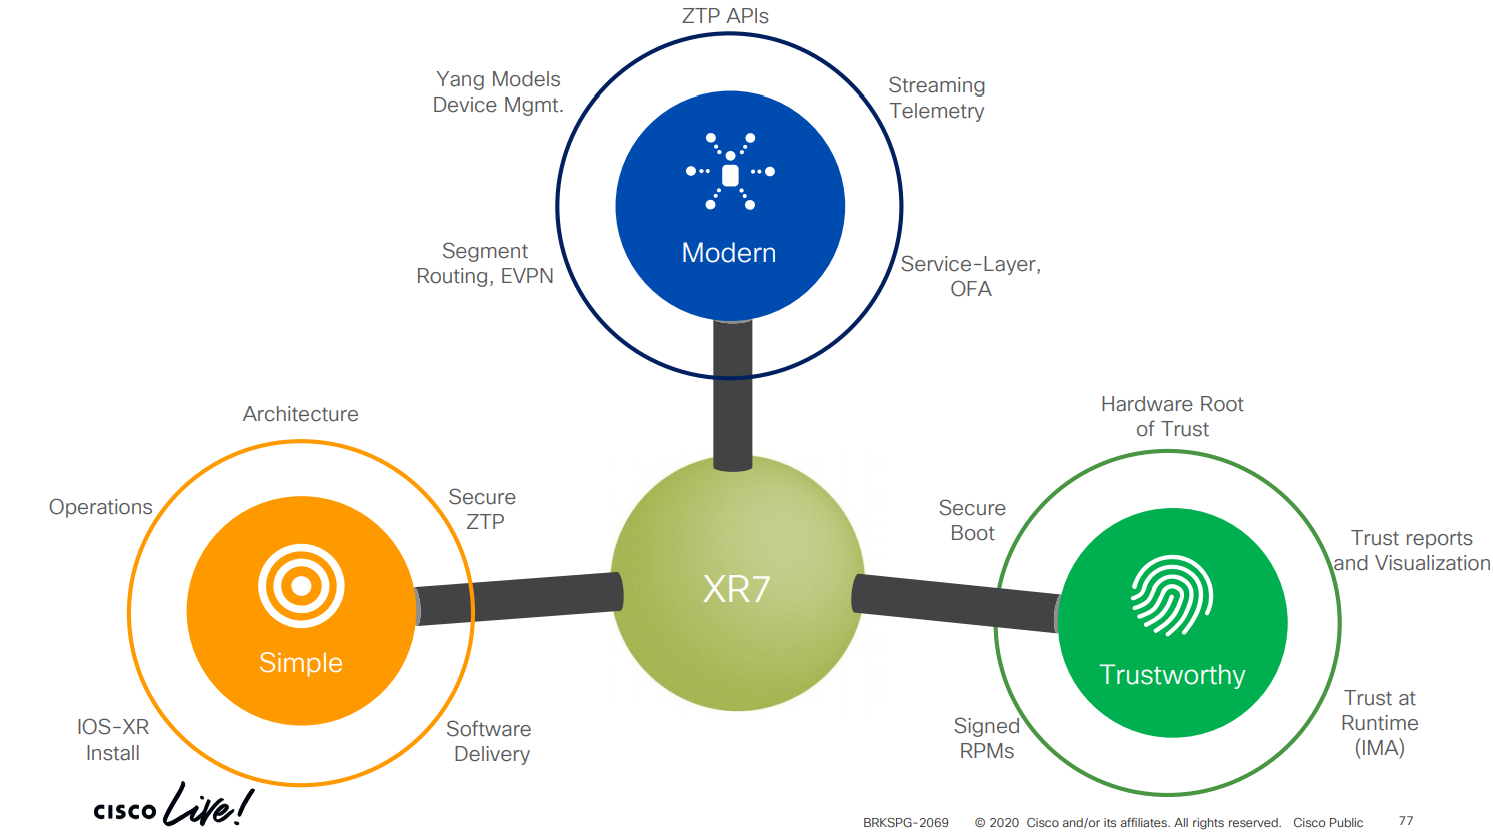 ZTP APIs
Yang Models
Device Mgmt.
Streaming
Telemetry
Modern
Segment
Routing, EVPN
Service-Layer,
OFA
Architecture
Operations
Secure
ZTP
Simple
IOS-XR
Install
Software
Delivery
XR7
Hardware Root
of Trust
Secure
Boot
Trust reports
and Visualization
Trustworthy
Signed
RPMs
Trust at
Runtime
(IMA)
CISCO Live!
BRKSPG-2069 © 2020 Cisco and/or its affiliates. All rights reserved. Cisco Public 77